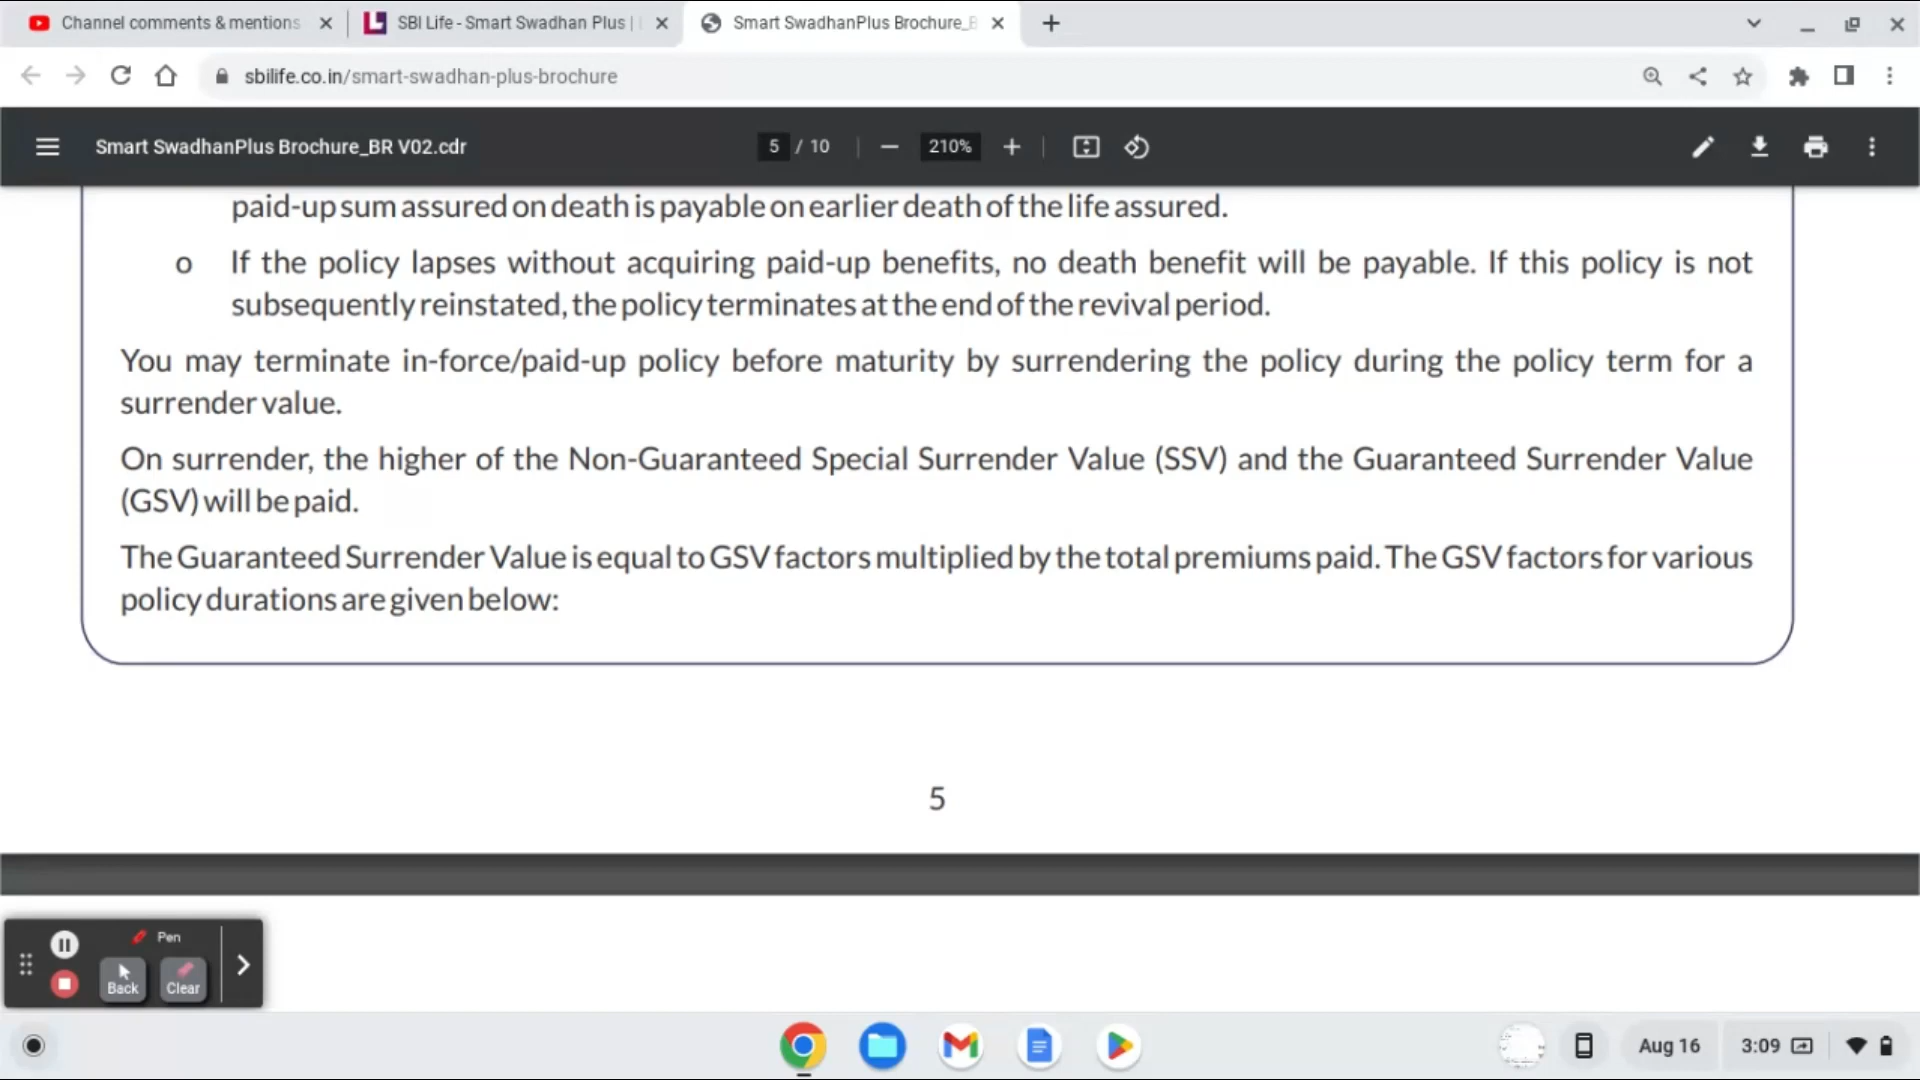 Channel comments & mentions
SBI Life - Smart Swadhan Plus |
Smart SwadhanPlus Brochure_B
sbilife.co.in/smart-swadhan-plus-brochure
Smart SwadhanPlus Brochure_BR V02.cdr
5 / 10
210%
paid-up sum assured on death is payable on earlier death of the life assured.
o If the policy lapses without acquiring paid-up benefits, no death benefit will be payable. If this policy is not
subsequently reinstated, the policy terminates at the end of the revival period.
You may terminate in-force/paid-up policy before maturity by surrendering the policy during the policy term for a
surrender value.
On surrender, the higher of the Non-Guaranteed Special Surrender Value (SSV) and the Guaranteed Surrender Value
(GSV) will be paid.
The Guaranteed Surrender Value is equal to GSV factors multiplied by the total premiums paid. The GSV factors for various
policy durations are given below:
5
Pen
Back
Clear
Aug 16
3:09